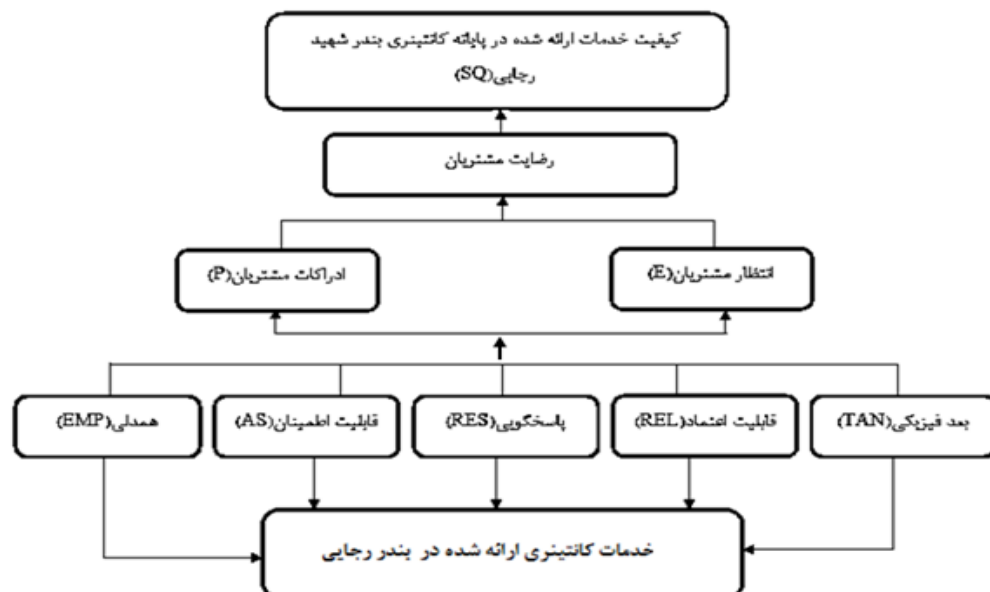 کیفیت خدمات ارائه شده در پایانه کانتینری بندر شهید
رجایی(SQ)
رضایت مشتریان
انتظار مشتریان(E)
ادراکات مشتریان(P)
بعد فیزیکی(TAN)
قابلیت اعتماد(REL)
پاسخگویی(RES)
قابلیت اطمینان(AS)
همدلی(EMP)
خدمات کانتینری ارائه شده در بندر رجایی